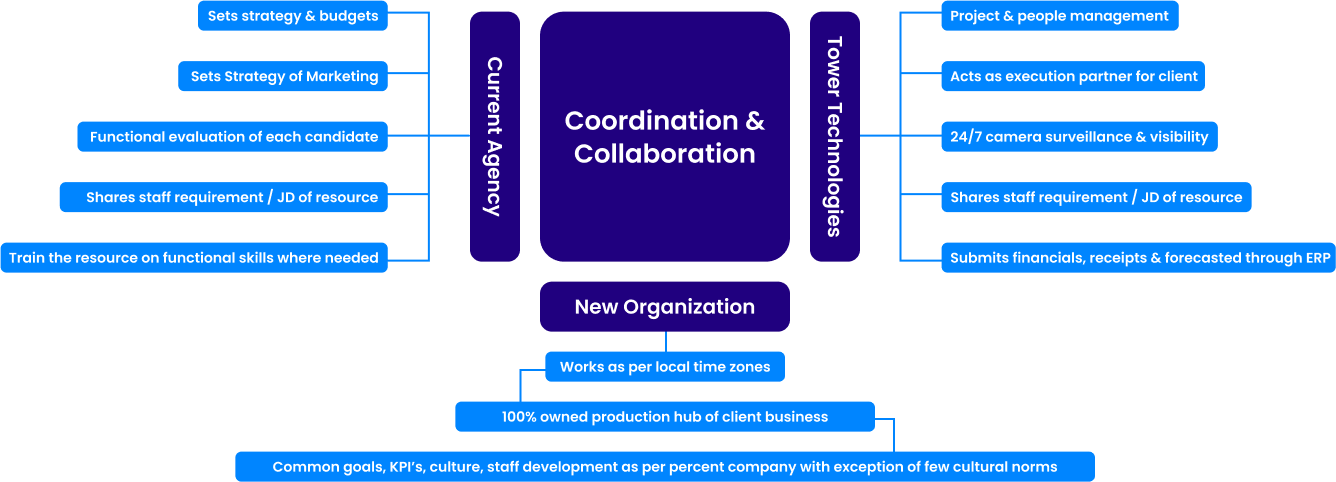 Sets strategy & budgets
Sets Strategy of Marketing
Functional evaluation of each candidate
Shares staff requirement / JD of resource
Train the resource on functional skills where needed
Current Agency
Coordination &
Collaboration
Tower Technologies
Project & people management
Acts as execution partner for client
24/7 camera surveillance & visibility
Shares staff requirement / JD of resource
Submits financials, receipts & forecasted through ERP
New Organization
Works as per local time zones
100% owned production hub of client business
Common goals, KPI's, culture, staff development as per percent company with exception of few cultural norms